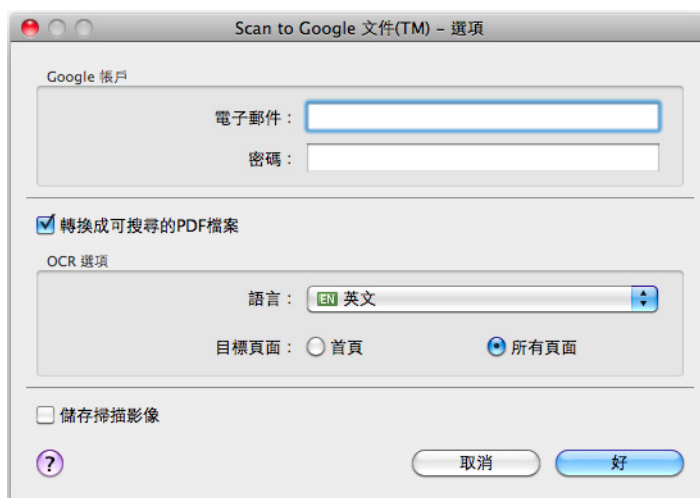 Scan to Google 文件(TM) – 選項
Google 帳戶
電子郵件：
密碼：
轉換成可搜尋的PDF檔案
OCR 選項
語言： EN 英文
目標頁面： 首頁 所有頁面
儲存掃描影像
? 取消 好